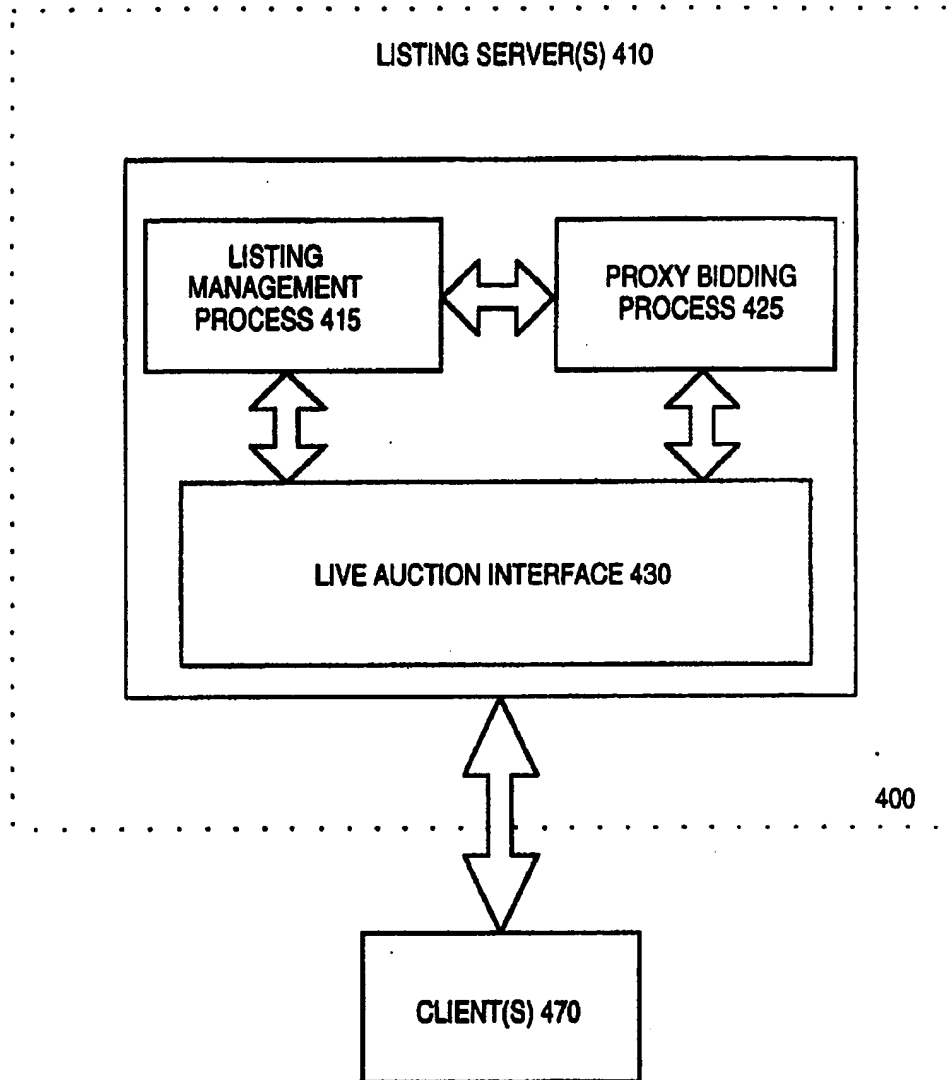 LISTING SERVER(S) 410
LISTING
MANAGEMENT
PROCESS 415
PROXY BIDDING
PROCESS 425
LIVE AUCTION INTERFACE 430
400
CLIENT(S) 470